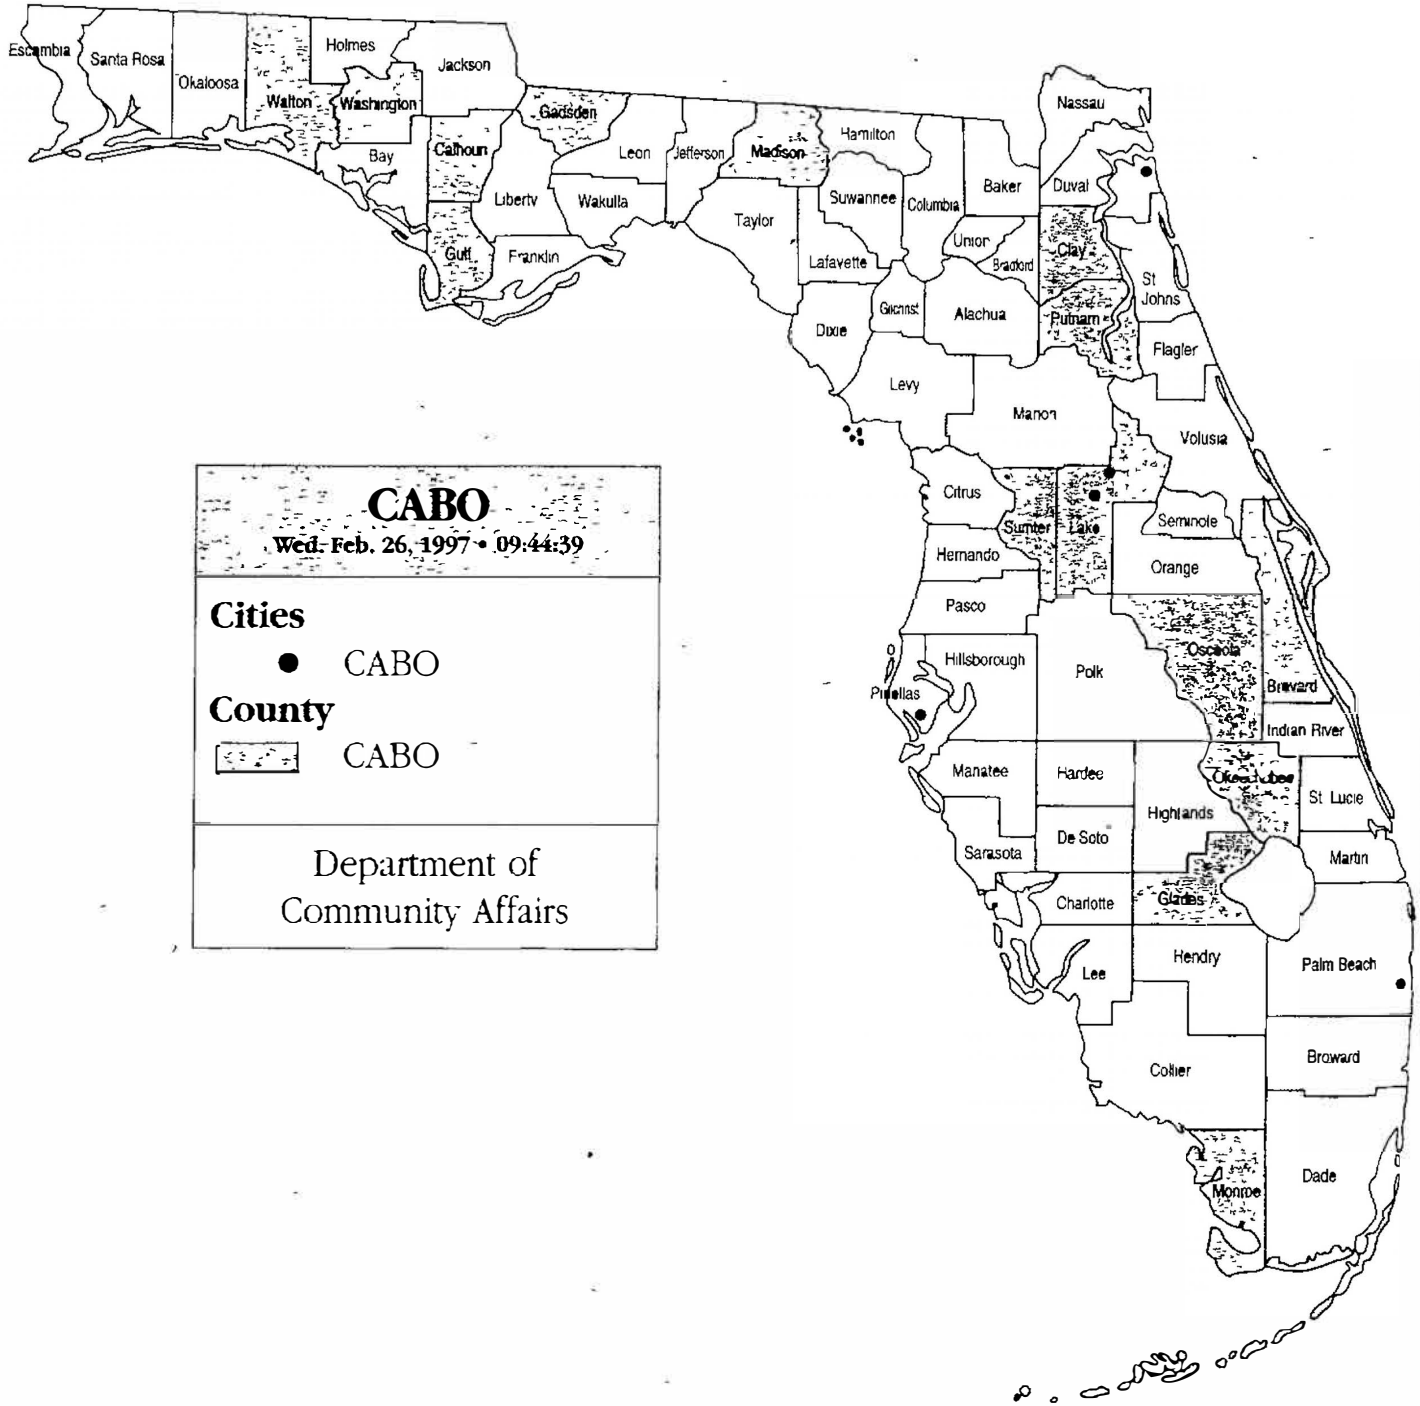 Escambia
Santa Rosa
Okaloosa
Walton
Holmes
Washington
Jackson
Bay
Calhoun
Gulf
Gadsden
Liberty
Franklin
Leon
Wakulla
Jefferson
Madison
Taylor
Hamilton
Suwannee
Lafayette
Columbia
Baker
Nassau
Duval
Union
Bradford
Clay
St
Johns
Dixie
Gilchrist
Alachua
Putnam
Flagler
Levy
Marion
Volusia
Citrus
Sumter
Lake
Seminole
Hernando
Orange
Pasco
Hillsborough
Pinellas
Polk
Osceola
Brevard
Indian River
Manatee
Hardee
Highlands
Okeechobee
St Lucie
Sarasota
De Soto
Martin
Charlotte
Glades
Lee
Hendry
Palm Beach
Collier
Broward
Monroe
Dade
CABO
Wed. Feb. 26, 1997 • 09:44:39
Cities
CABO
County
CABO
Department of
Community Affairs